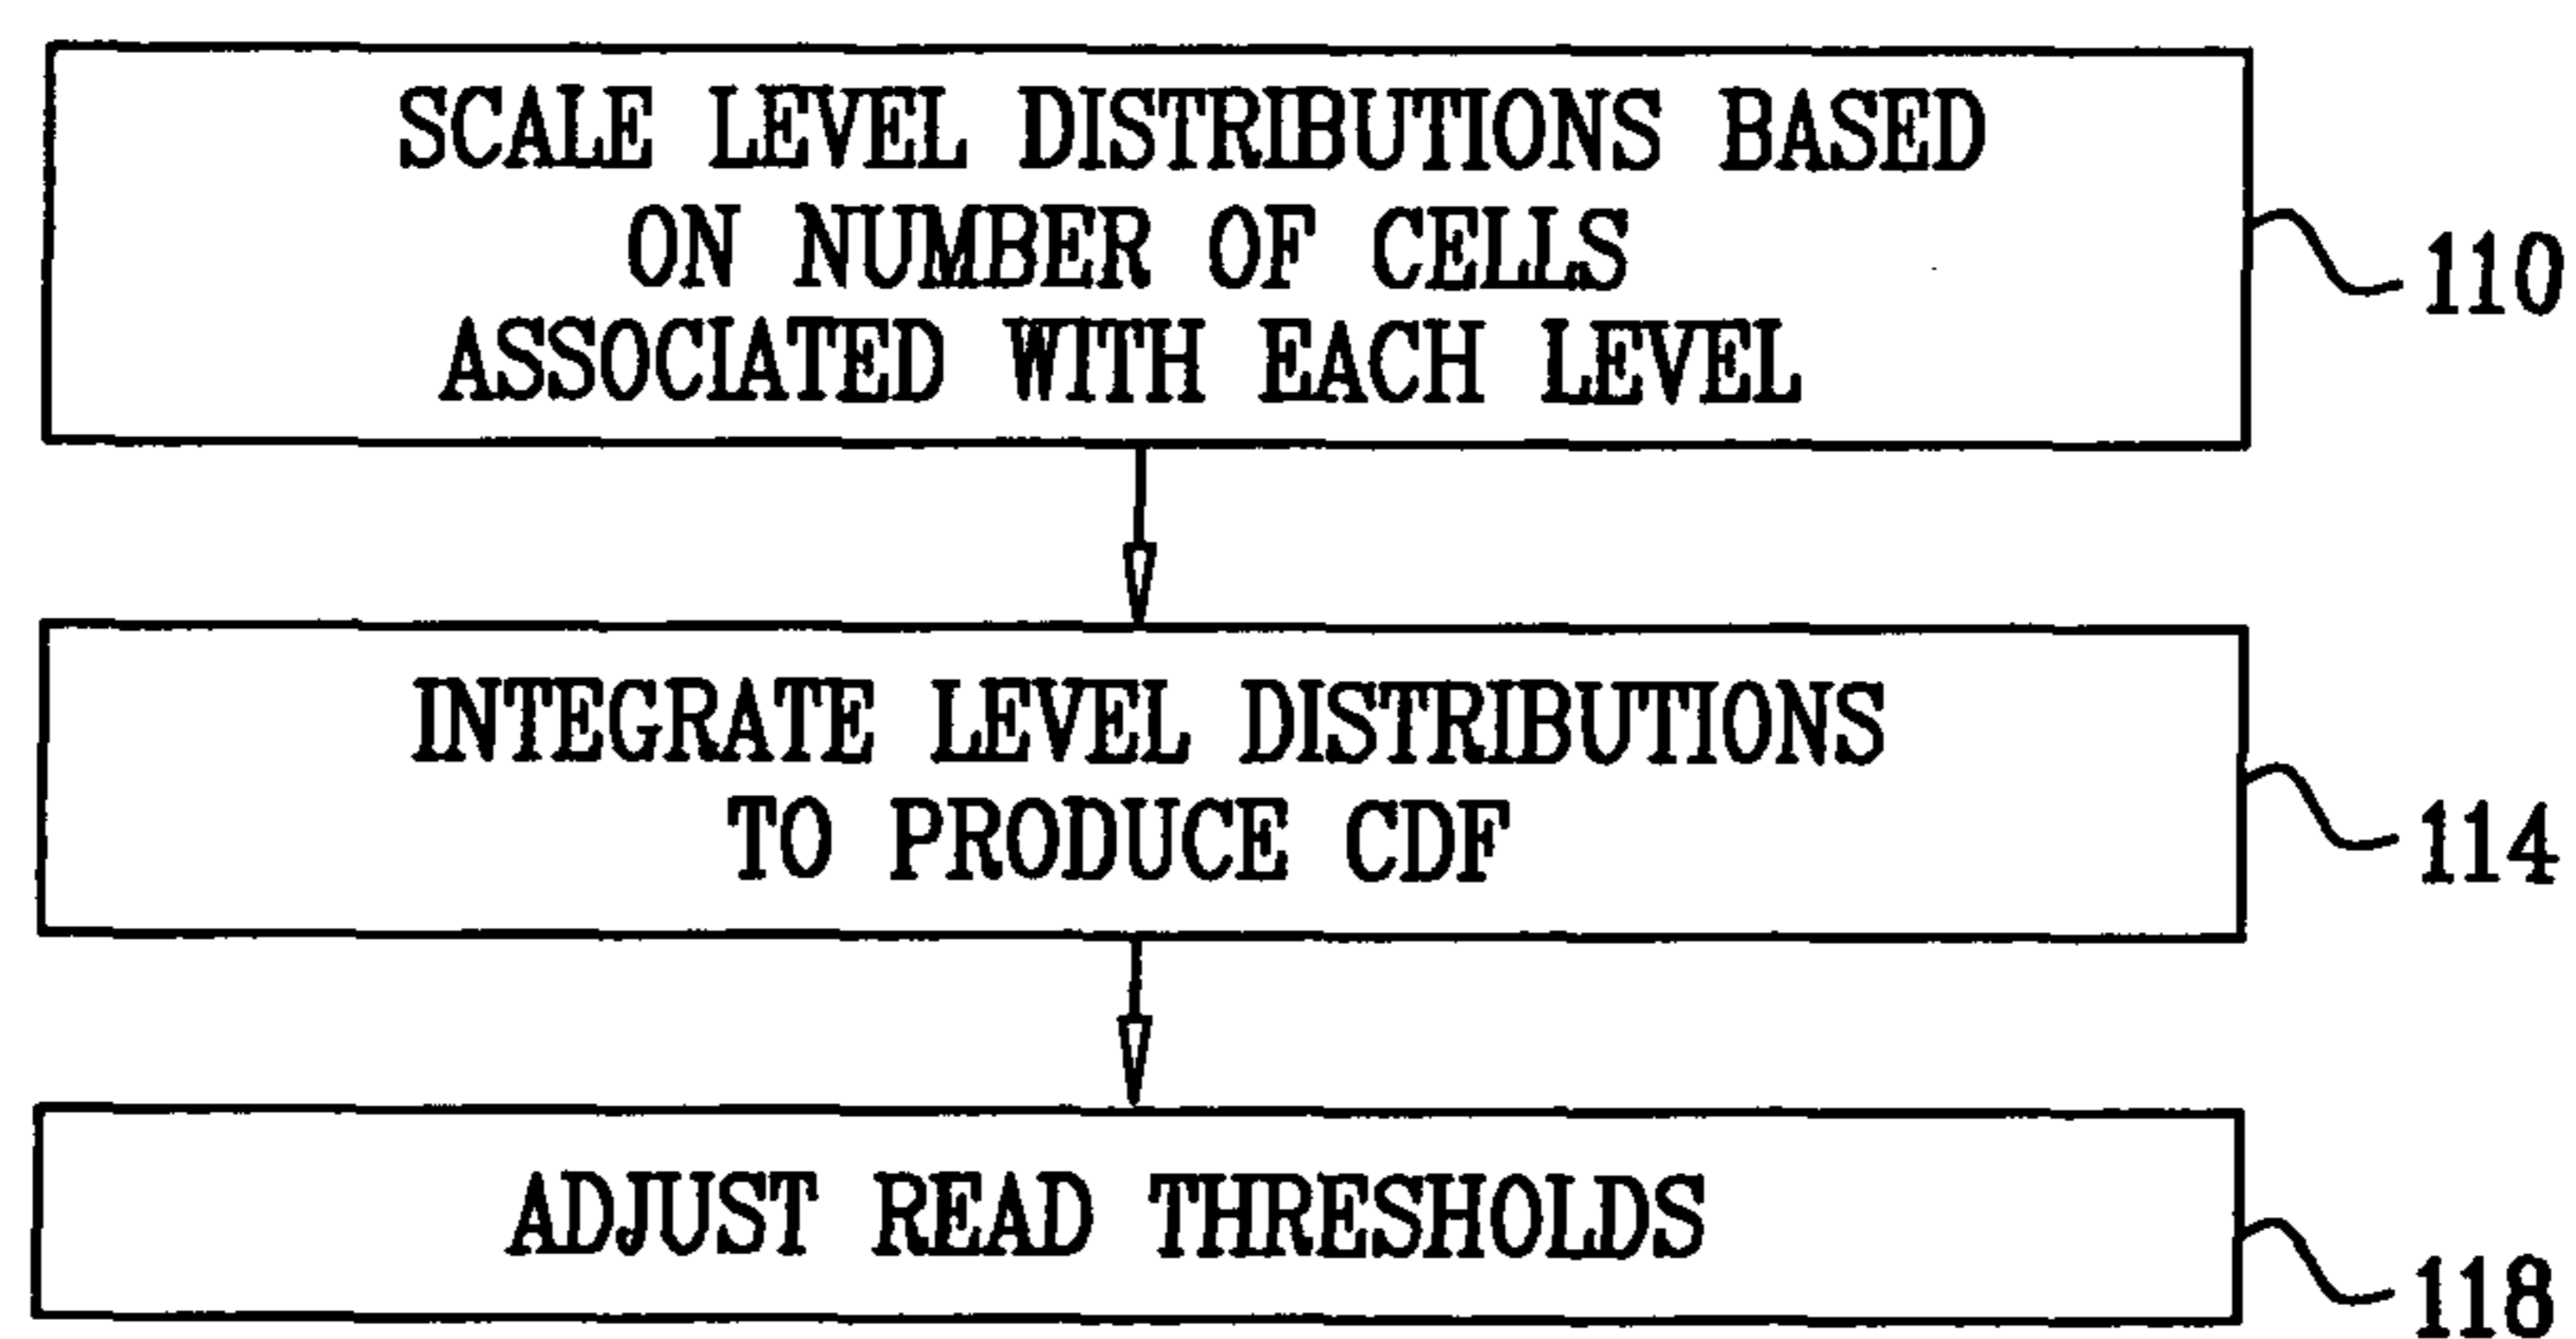 SCALE LEVEL DISTRIBUTIONS BASED
ON NUMBER OF CELLS
ASSOCIATED WITH EACH LEVEL
110
INTEGRATE LEVEL DISTRIBUTIONS
TO PRODUCE CDF
114
ADJUST READ THRESHOLDS
118